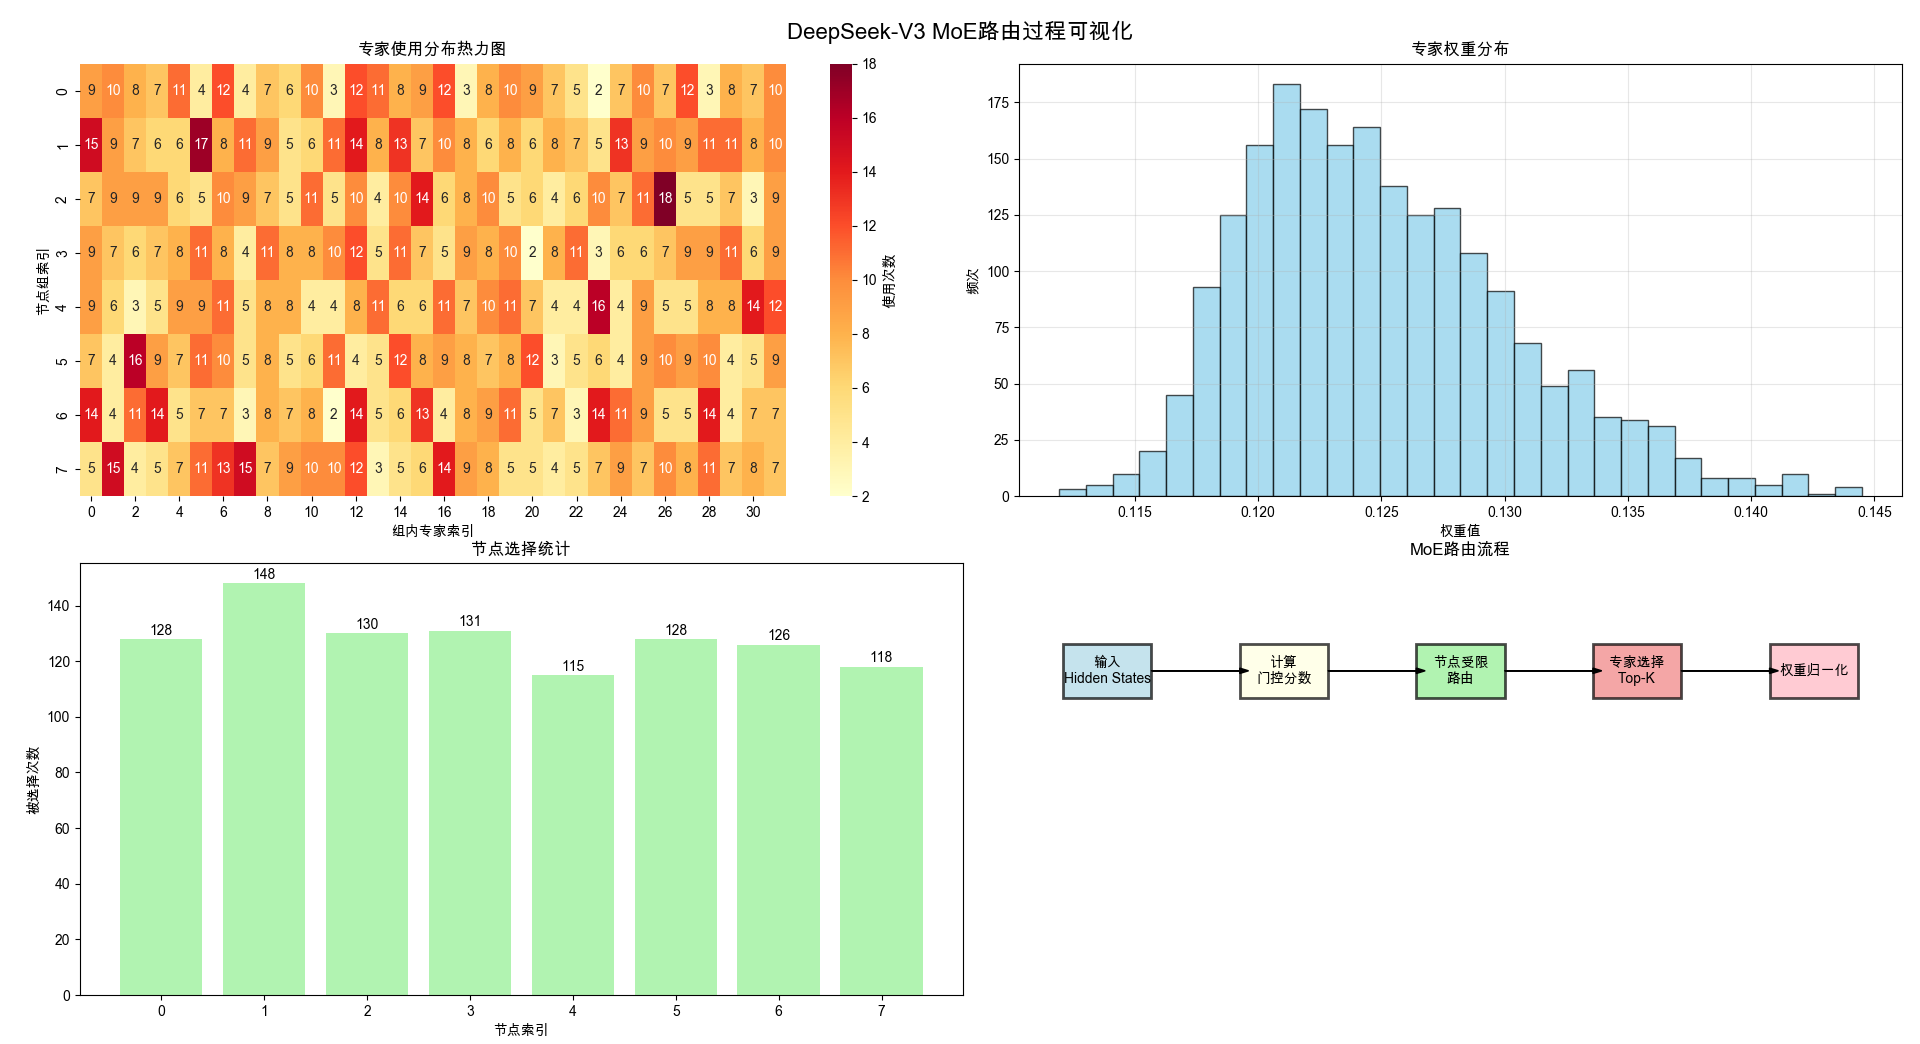 DeepSeek-V3 MoE路由过程可视化
专家使用分布热力图
节点组索引
0 9 10 8 7 11 4 12 4 7 6 10 3 12 11 8 9 12 3 8 10 9 7 5 2 7 10 7 12 3 8 7 10
1 15 9 7 6 6 17 8 11 9 5 6 11 14 8 13 7 10 8 6 8 6 8 7 5 13 9 10 9 11 11 8 10
2 7 9 9 9 6 5 10 9 7 5 11 5 10 4 10 14 6 8 10 5 6 4 6 10 7 11 18 5 5 7 3 9
3 9 7 6 7 8 11 8 4 11 8 8 10 12 5 11 7 5 9 8 10 2 8 11 3 6 6 7 9 9 11 6 9
4 9 6 3 5 9 9 11 5 8 8 4 4 8 11 6 6 11 7 10 11 7 4 4 16 4 9 5 5 8 8 14 12
5 7 4 16 9 7 11 10 5 8 5 6 11 4 5 12 8 9 8 7 8 12 3 5 6 4 9 10 9 10 4 5 9
6 14 4 11 14 5 7 7 3 8 7 8 2 14 5 6 13 4 8 9 11 5 7 3 14 11 9 5 5 14 4 7 7
7 5 15 4 5 7 11 13 15 7 9 10 10 12 3 5 6 14 9 8 5 5 4 5 7 9 7 10 8 11 7 8 7
0 2 4 6 8 10 12 14 16 18 20 22 24 26 28 30
组内专家索引
18
16
14
12
10
8
6
4
2
使用次数
专家权重分布
频次
175
150
125
100
75
50
25
0
0.115 0.120 0.125 0.130 0.135 0.140 0.145
权重值
节点选择统计
被选择次数
140
120
100
80
60
40
20
0
128 148 130 131 115 128 126 118
0 1 2 3 4 5 6 7
节点索引
MoE路由流程
输入
Hidden States
计算
门控分数
节点受限
路由
专家选择
Top-K
权重归一化